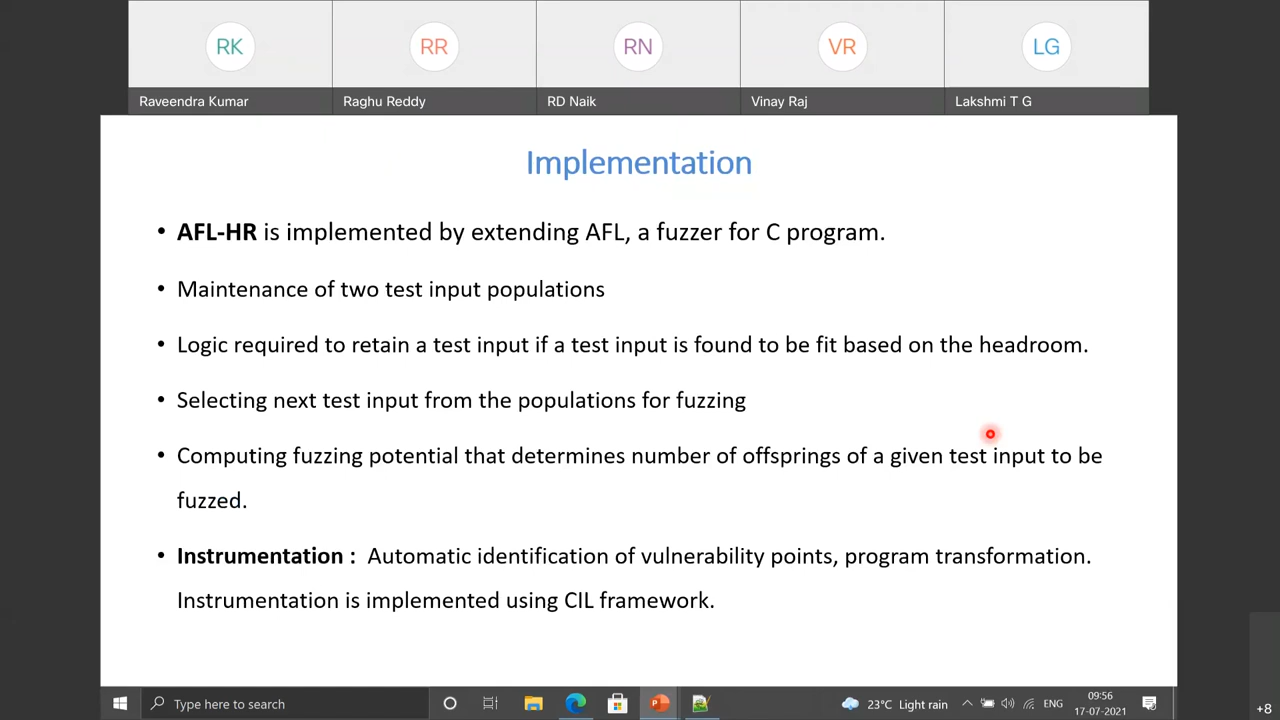 RK
RR
RN
VR
LG
Raveendra Kumar
Raghu Reddy
RD Naik
Vinay Raj
Lakshmi T G
Implementation
• AFL-HR is implemented by extending AFL, a fuzzer for C program.
• Maintenance of two test input populations
• Logic required to retain a test input if a test input is found to be fit based on the headroom.
• Selecting next test input from the populations for fuzzing
• Computing fuzzing potential that determines number of offsprings of a given test input to be
fuzzed.
• Instrumentation : Automatic identification of vulnerability points, program transformation.
Instrumentation is implemented using CIL framework.
Type here to search
23°C Light rain
ENG
09:56
17-07-2021
+8